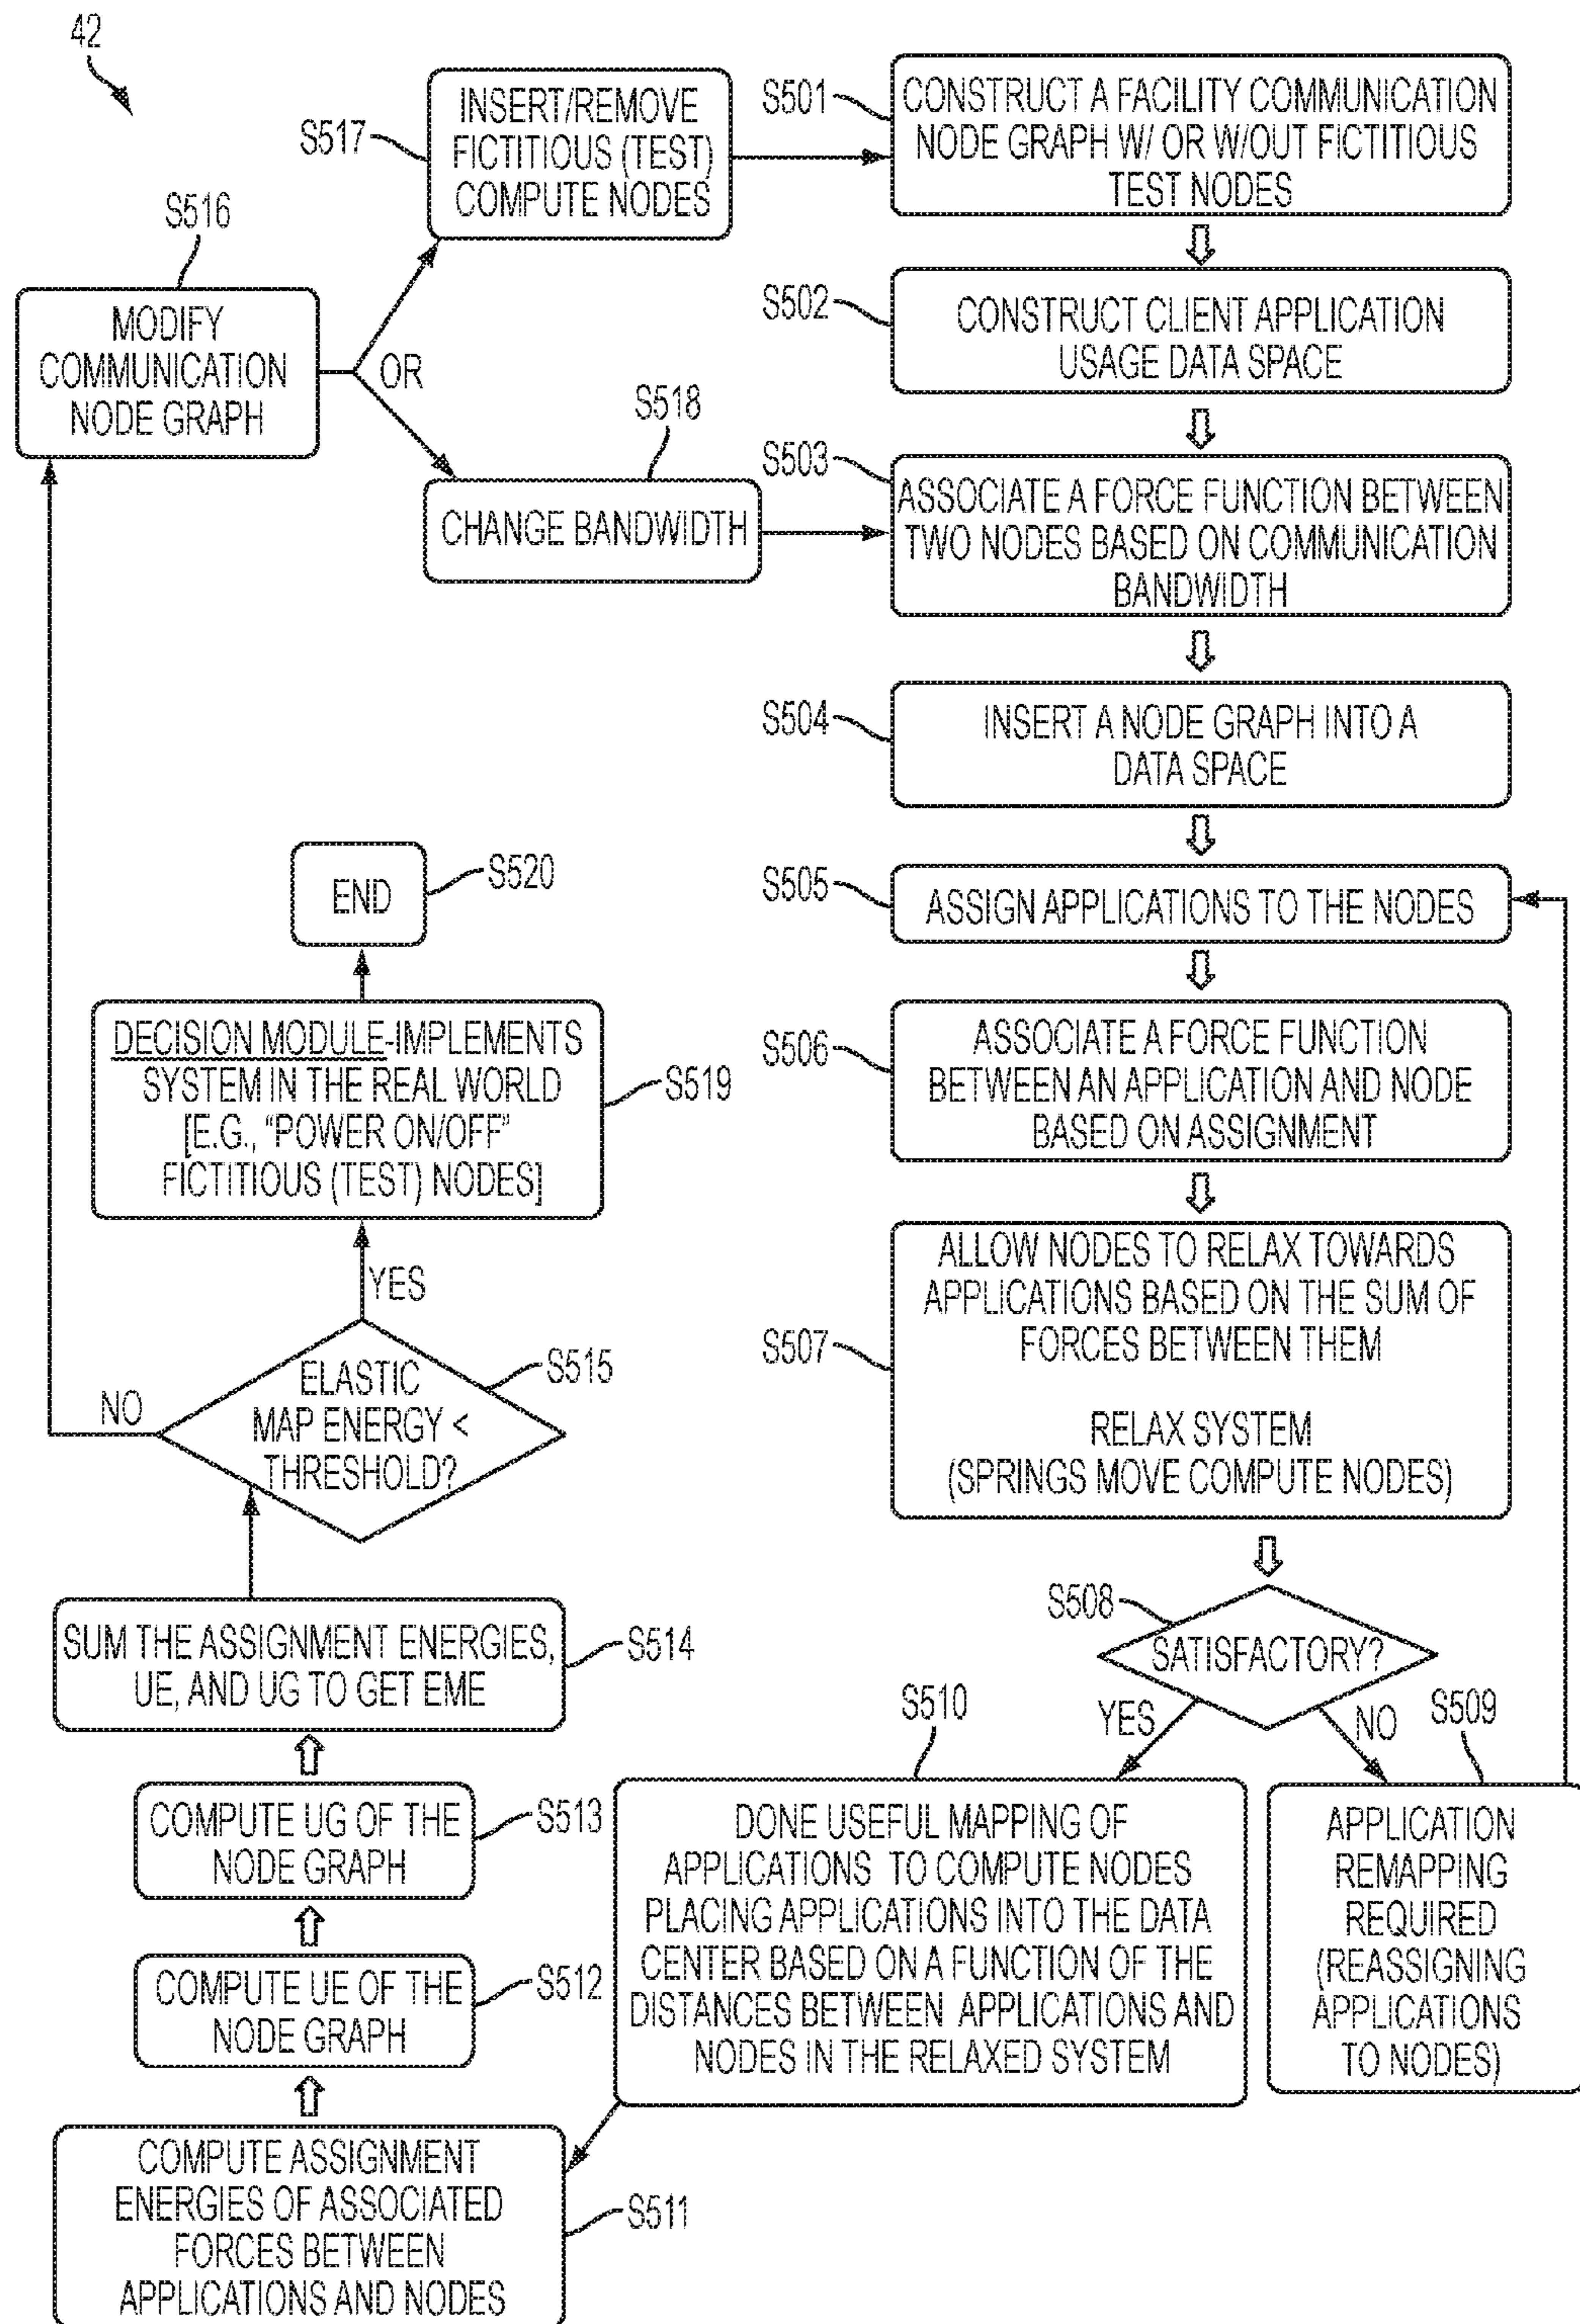 42
S517
INSERT/REMOVE
FICTITIOUS (TEST)
COMPUTE NODES
S501
CONSTRUCT A FACILITY COMMUNICATION
NODE GRAPH W/ OR W/OUT FICTITIOUS
TEST NODES
S516
MODIFY
COMMUNICATION
NODE GRAPH
OR
S502
CONSTRUCT CLIENT APPLICATION
USAGE DATA SPACE
S518
CHANGE BANDWIDTH
S503
ASSOCIATE A FORCE FUNCTION BETWEEN
TWO NODES BASED ON COMMUNICATION
BANDWIDTH
S504
INSERT A NODE GRAPH INTO A
DATA SPACE
S505
ASSIGN APPLICATIONS TO THE NODES
S506
ASSOCIATE A FORCE FUNCTION
BETWEEN AN APPLICATION AND NODE
BASED ON ASSIGNMENT
S507
ALLOW NODES TO RELAX TOWARDS
APPLICATIONS BASED ON THE SUM OF
FORCES BETWEEN THEM
RELAX SYSTEM
(SPRINGS MOVE COMPUTE NODES)
S508
SATISFACTORY?
YES
NO
S509
APPLICATION
REMAPPING
REQUIRED
(REASSIGNING
APPLICATIONS
TO NODES)
S510
DONE USEFUL MAPPING OF
APPLICATIONS TO COMPUTE NODES
PLACING APPLICATIONS INTO THE DATA
CENTER BASED ON A FUNCTION OF THE
DISTANCES BETWEEN APPLICATIONS AND
NODES IN THE RELAXED SYSTEM
COMPUTE ASSIGNMENT
ENERGIES OF ASSOCIATED
FORCES BETWEEN
APPLICATIONS AND NODES
S511
COMPUTE UE OF THE
NODE GRAPH
S512
COMPUTE UG OF THE
NODE GRAPH
S513
SUM THE ASSIGNMENT ENERGIES,
UE, AND UG TO GET EME
S514
ELASTIC
MAP ENERGY <
THRESHOLD?
S515
NO
YES
DECISION MODULE-IMPLEMENTS
SYSTEM IN THE REAL WORLD
[E.G., "POWER ON/OFF"
FICTITIOUS (TEST) NODES]
S519
END
S520